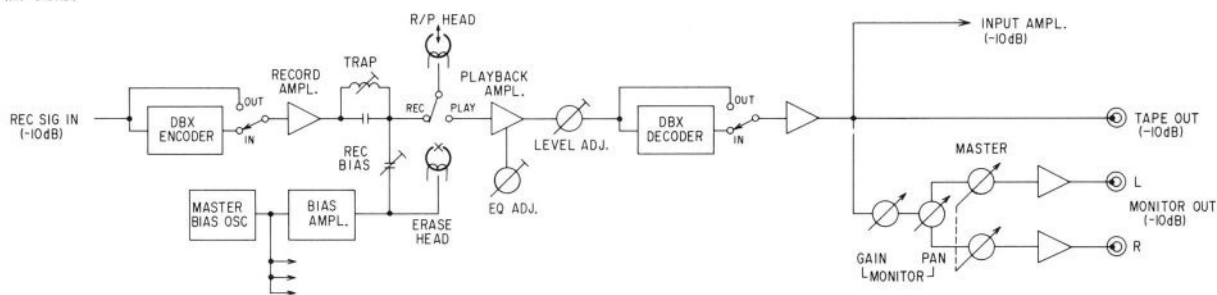 R/P HEAD
INPUT AMPL.
(-10dB)
TRAP
RECORD
AMPL.
PLAYBACK
AMPL.
OUT
REC
PLAY
OUT
REC SIG IN
(-10dB)
DBX
ENCODER
IN
DBX
DECODER
IN
TAPE OUT
(-10dB)
LEVEL ADJ.
REC
BIAS
MASTER
EQ ADJ.
L
MASTER
BIAS OSC
BIAS
AMPL.
ERASE
HEAD
MONITOR OUT
(-10dB)
GAIN
PAN
R
MONITOR